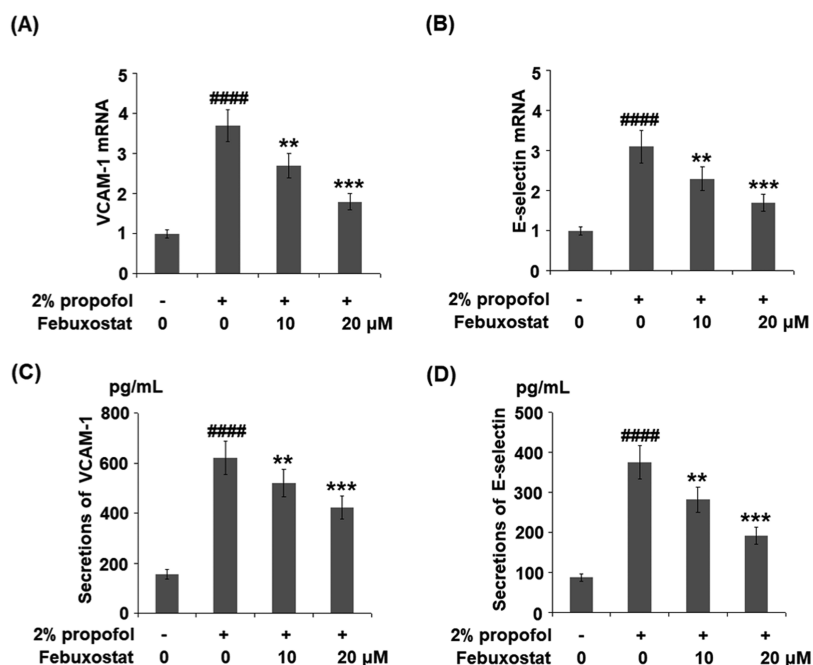 (A)
VCAM-1 mRNA
5
4
3
2
1
0
####
**
***
2% propofol - + + +
Febuxostat 0 0 10 20 µM
(B)
E-selectin mRNA
5
4
3
2
1
0
####
**
***
2% propofol - + + +
Febuxostat 0 0 10 20 µM
(C)
pg/mL
Secretions of VCAM-1
800
600
400
200
0
####
**
***
2% propofol - + + +
Febuxostat 0 0 10 20 µM
(D)
pg/mL
Secretions of E-selectin
500
400
300
200
100
0
####
**
***
2% propofol - + + +
Febuxostat 0 0 10 20 µM